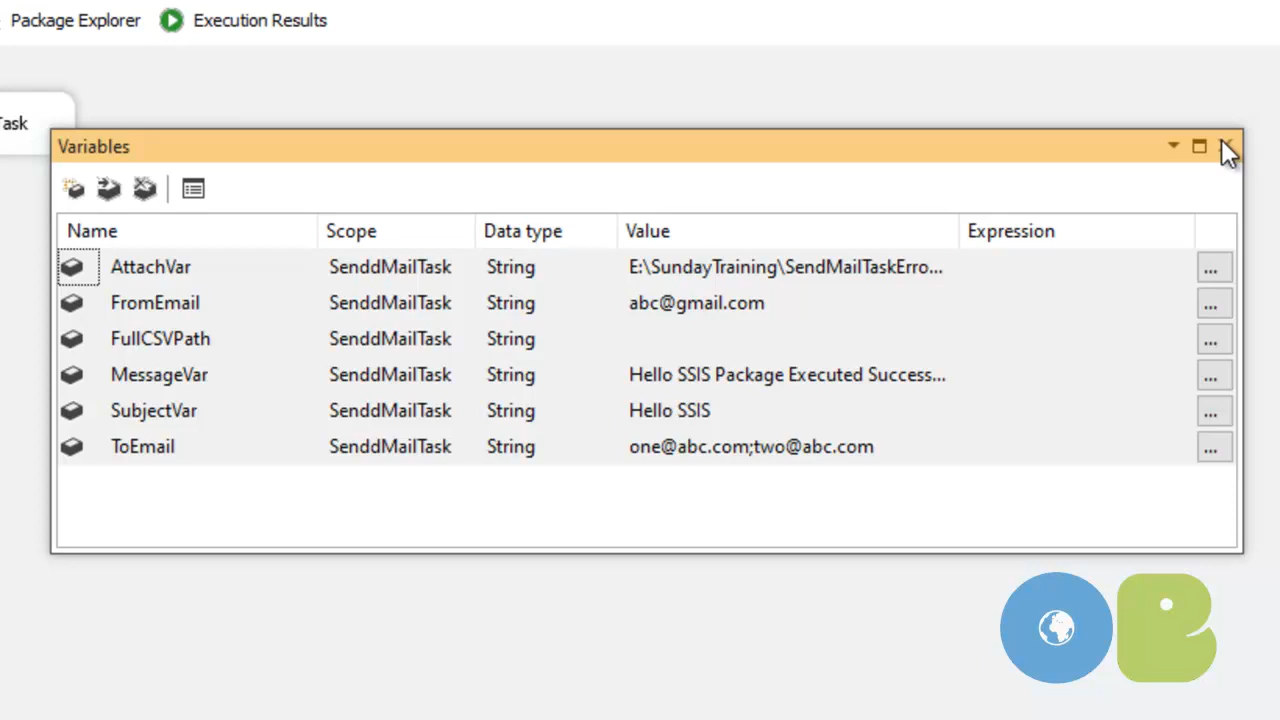 Package Explorer Execution Results
Task
Variables
Name Scope Data type Value Expression
AttachVar SenddMailTask String E:\SundayTraining\SendMailTaskErro... ...
FromEmail SenddMailTask String abc@gmail.com ...
FullCSVPath SenddMailTask String ...
MessageVar SenddMailTask String Hello SSIS Package Executed Success... ...
SubjectVar SenddMailTask String Hello SSIS ...
ToEmail SenddMailTask String one@abc.com;two@abc.com ...